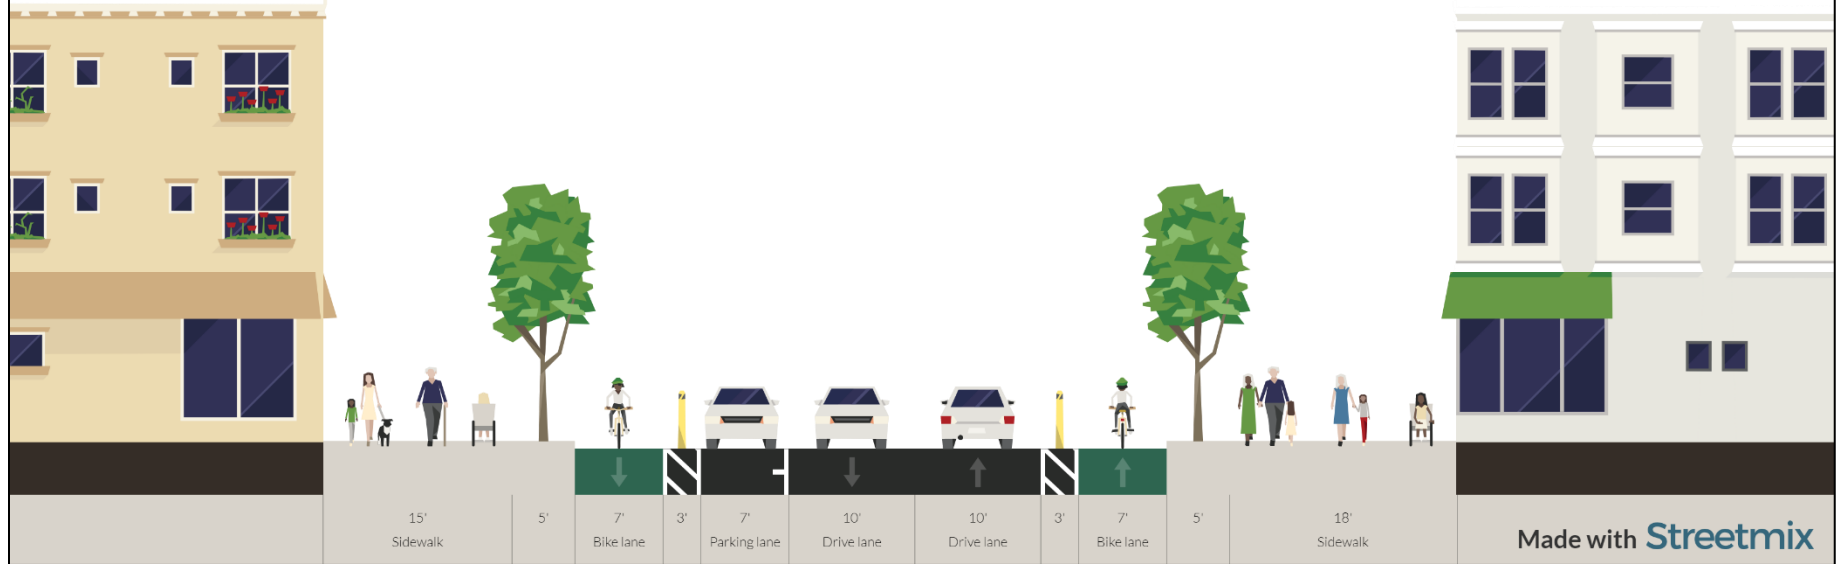 15' 5' 7' 3' 7' 10' 10' 3' 7' 5' 18'
Sidewalk Bike lane Parking lane Drive lane Drive lane Bike lane Sidewalk
Made with Streetmix